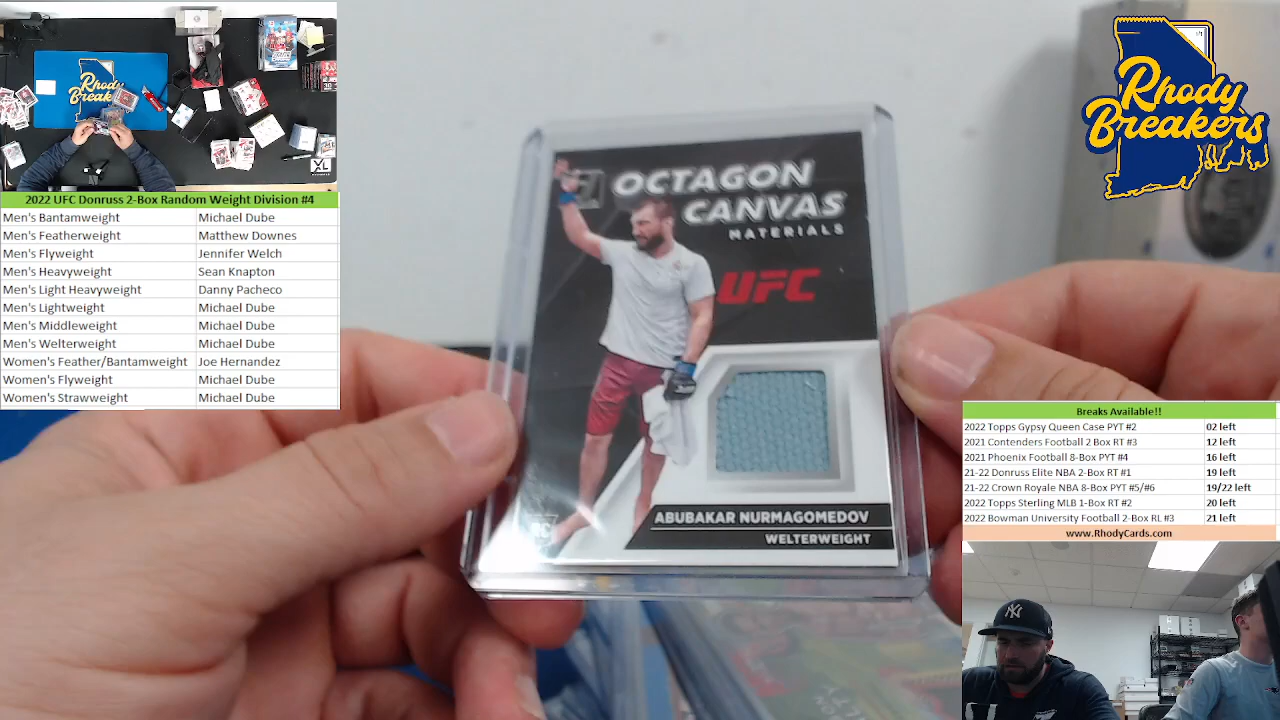 Rhody
Breakers
2022 UFC Donruss 2-Box Random Weight Division #4
Men's Bantamweight Michael Dube
Men's Featherweight Matthew Downes
Men's Flyweight Jennifer Welch
Men's Heavyweight Sean Knapton
Men's Light Heavyweight Danny Pacheco
Men's Lightweight Michael Dube
Men's Middleweight Michael Dube
Men's Welterweight Michael Dube
Women's Feather/Bantamweight Joe Hernandez
Women's Flyweight Michael Dube
Women's Strawweight Michael Dube
XL
OCTAGON
CANVAS
MATERIALS
UFC
ABUBAKAR NURMAGOMEDOV
WELTERWEIGHT
Rhody
Breakers
Breaks Available!!
2022 Topps Gypsy Queen Case PYT #2 02 left
2021 Contenders Football 2 Box RT #3 12 left
2021 Phoenix Football 8-Box PYT #4 16 left
21-22 Donruss Elite NBA 2-Box RT #1 19 left
21-22 Crown Royale NBA 8-Box PYT #5/#6 19/22 left
2022 Topps Sterling MLB 1-Box RT #2 20 left
2022 Bowman University Football 2-Box RL #3 21 left
www.RhodyCards.com
NY